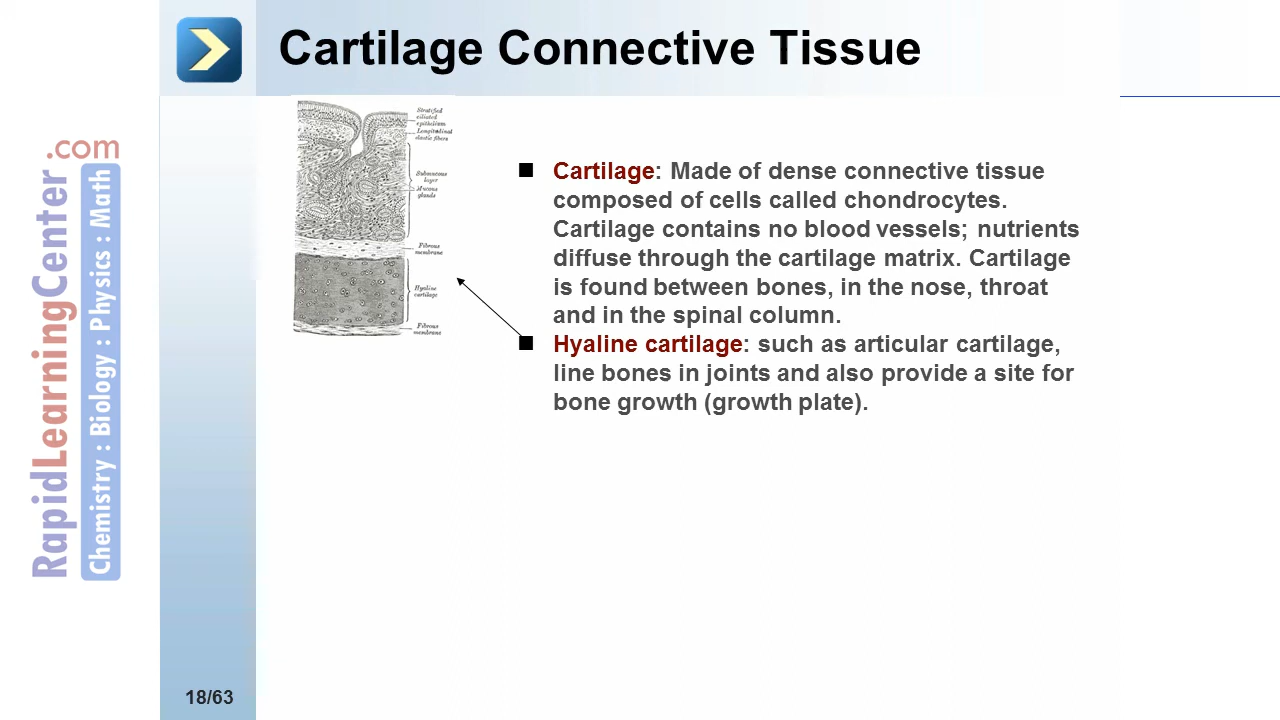 Cartilage Connective Tissue
.com
RapidLearningCenter
Chemistry : Biology : Physics : Math
Stratified
ciliated
epithelium
Longitudinal
elastic fibers
Submucous
layer
Mucous
glands
Fibrous
membrane
Hyaline
cartilage
Fibrous
membrane
■ Cartilage: Made of dense connective tissue
composed of cells called chondrocytes.
Cartilage contains no blood vessels; nutrients
diffuse through the cartilage matrix. Cartilage
is found between bones, in the nose, throat
and in the spinal column.
■ Hyaline cartilage: such as articular cartilage,
line bones in joints and also provide a site for
bone growth (growth plate).
18/63